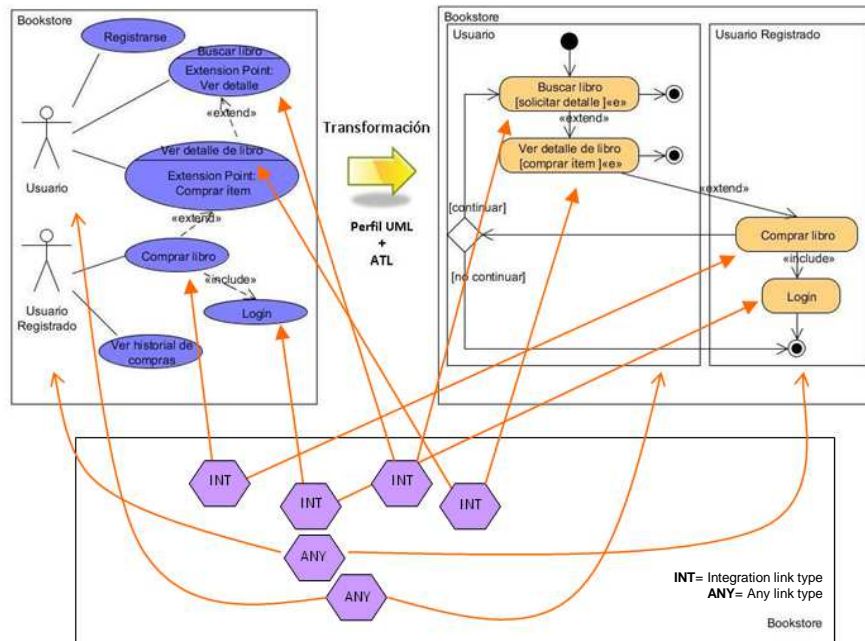 Bookstore
Registrarse
Buscar libro
Extension Point:
Ver detalle
«extend»
Ver detalle de libro
Extension Point:
Comprar ítem
«extend»
Usuario
Comprar libro
«include»
Login
Usuario
Registrado
Ver historial de
compras
Transformación
Perfil UML
+
ATL
Bookstore
Usuario
Usuario Registrado
Buscar libro
[solicitar detalle ]«e»
«extend»
Ver detalle de libro
[comprar ítem ]«e»
«extend»
[continuar]
Comprar libro
[no continuar]
«include»
Login
INT
INT
INT
INT
ANY
ANY
INT= Integration link type
ANY= Any link type
Bookstore